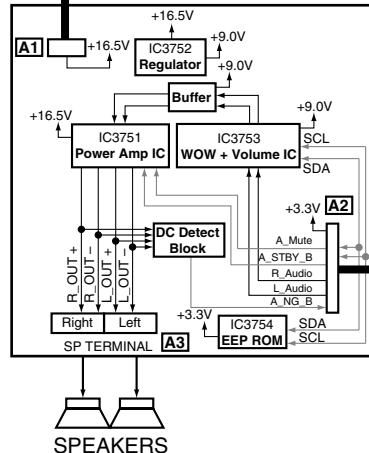 +16.5V
A1
+16.5V
IC3752
Regulator
+9.0V
+9.0V
Buffer
+16.5V
+9.0V
IC3751
Power Amp IC
IC3753
WOW + Volume IC
SCL
SDA
A2
+3.3V
R_OUT +
R_OUT –
L_OUT +
L_OUT –
DC Detect
Block
A_Mute
A_STBY_B
R_Audio
L_Audio
A_NG_B
+3.3V
Right
Left
IC3754
EEP ROM
SDA
SCL
SP TERMINAL
A3
SPEAKERS